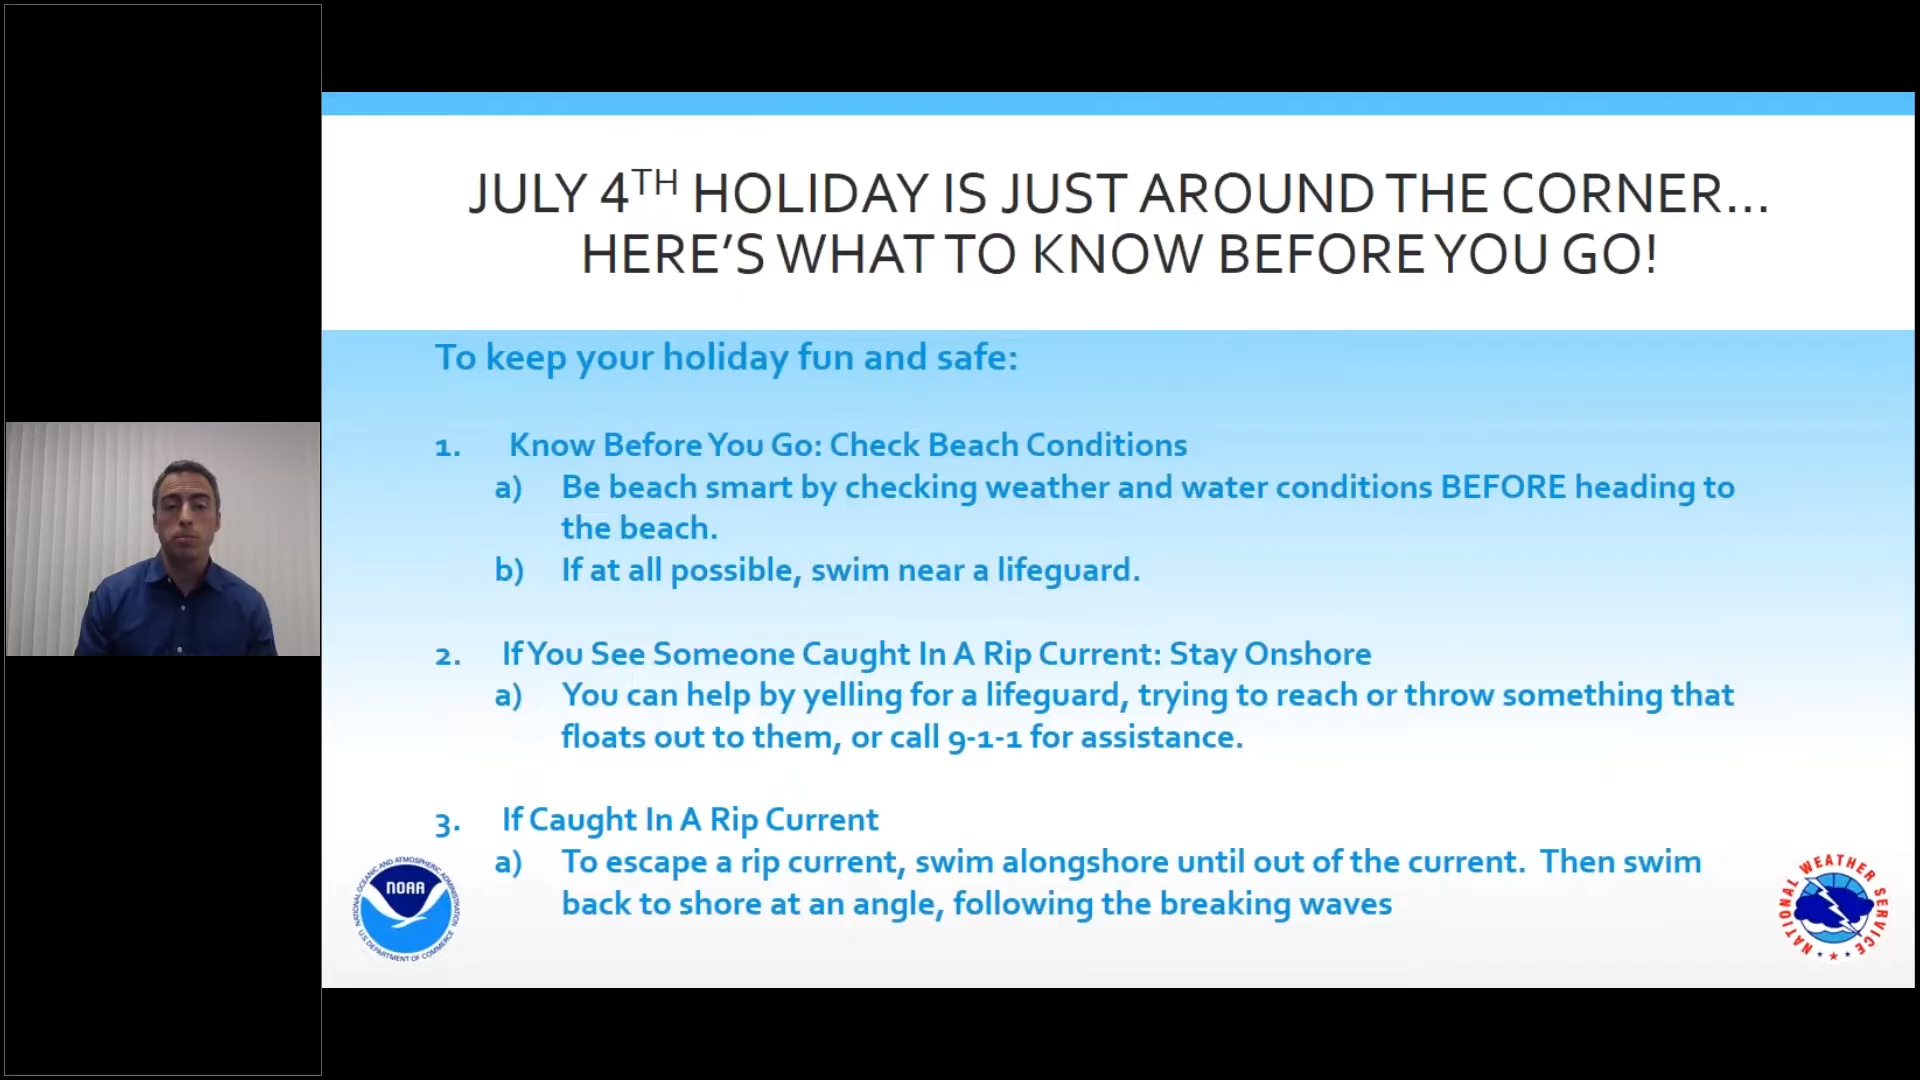 JULY 4TH HOLIDAY IS JUST AROUND THE CORNER...
HERE'S WHAT TO KNOW BEFORE YOU GO!
To keep your holiday fun and safe:
1. Know Before You Go: Check Beach Conditions
a) Be beach smart by checking weather and water conditions BEFORE heading to
the beach.
b) If at all possible, swim near a lifeguard.
2. If You See Someone Caught In A Rip Current: Stay Onshore
a) You can help by yelling for a lifeguard, trying to reach or throw something that
floats out to them, or call 9-1-1 for assistance.
3. If Caught In A Rip Current
a) To escape a rip current, swim alongshore until out of the current. Then swim
back to shore at an angle, following the breaking waves
NATIONAL OCEANIC AND ATMOSPHERIC ADMINISTRATION
NOAA
U.S. DEPARTMENT OF COMMERCE
NATIONAL WEATHER SERVICE